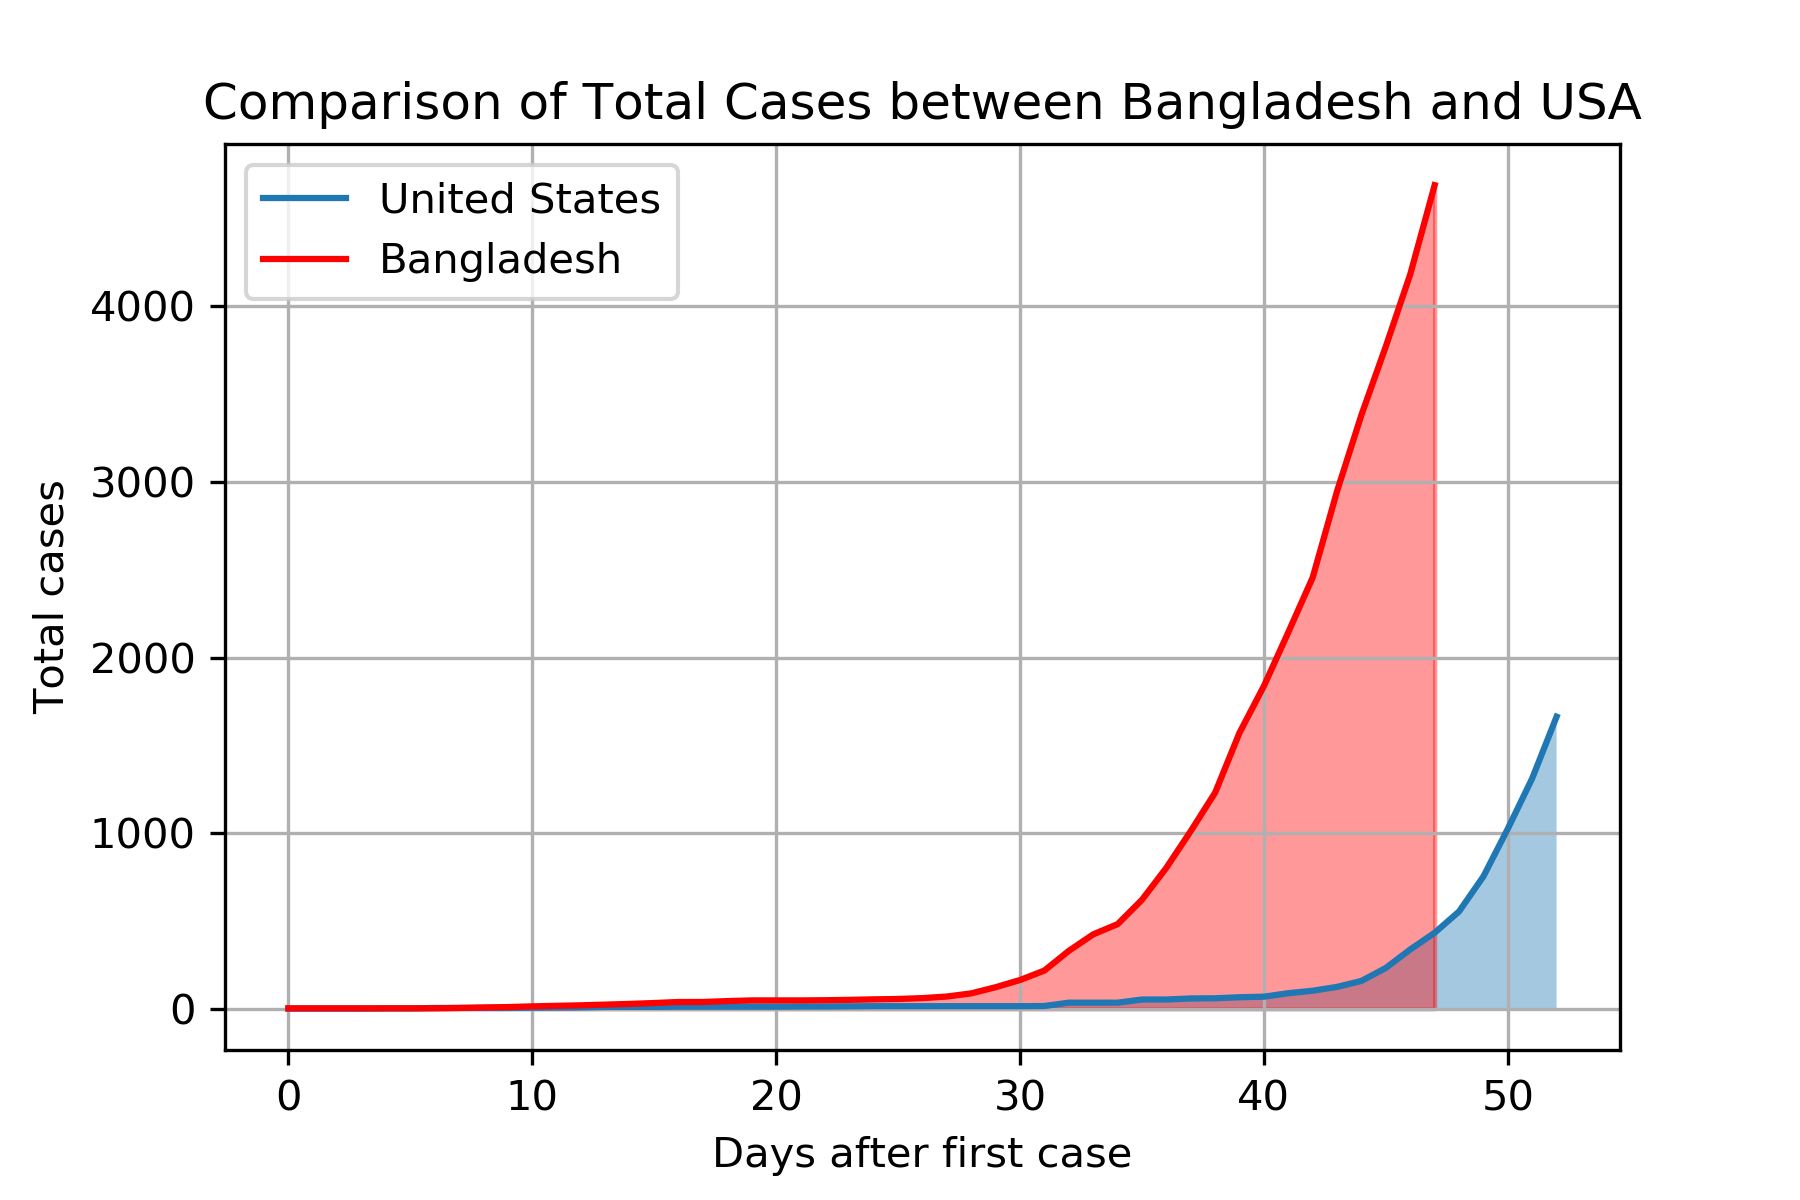 Comparison of Total Cases between Bangladesh and USA
United States
Bangladesh
4000
3000
2000
1000
0
Total cases
0 10 20 30 40 50
Days after first case